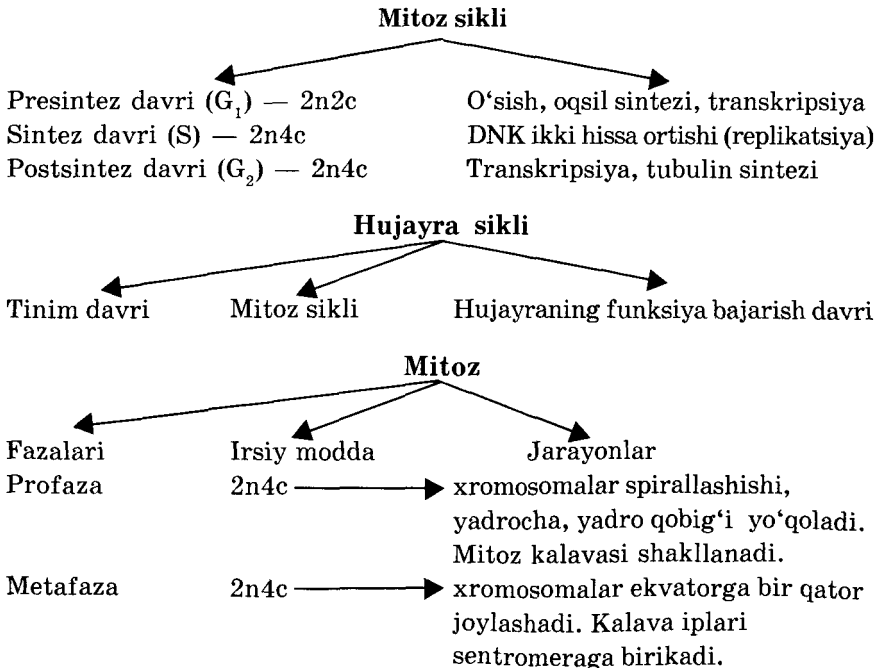 Mitoz sikli
Presintez davri (G₁) — 2n2c O‘sish, oqsil sintezi, transkripsiya
Sintez davri (S) — 2n4c DNK ikki hissa ortishi (replikatsiya)
Postsintez davri (G₂) — 2n4c Transkripsiya, tubulin sintezi
Hujayra sikli
Tinim davri Mitoz sikli Hujayraning funksiya bajarish davri
Mitoz
Fazalari Irsiy modda Jarayonlar
Profaza 2n4c xromosomalar spirallashishi,
yadrocha, yadro qobig‘i yo‘qoladi.
Mitoz kalavasi shakllanadi.
Metafaza 2n4c xromosomalar ekvatorga bir qator
joylashadi. Kalava iplari
sentromeraga birikadi.